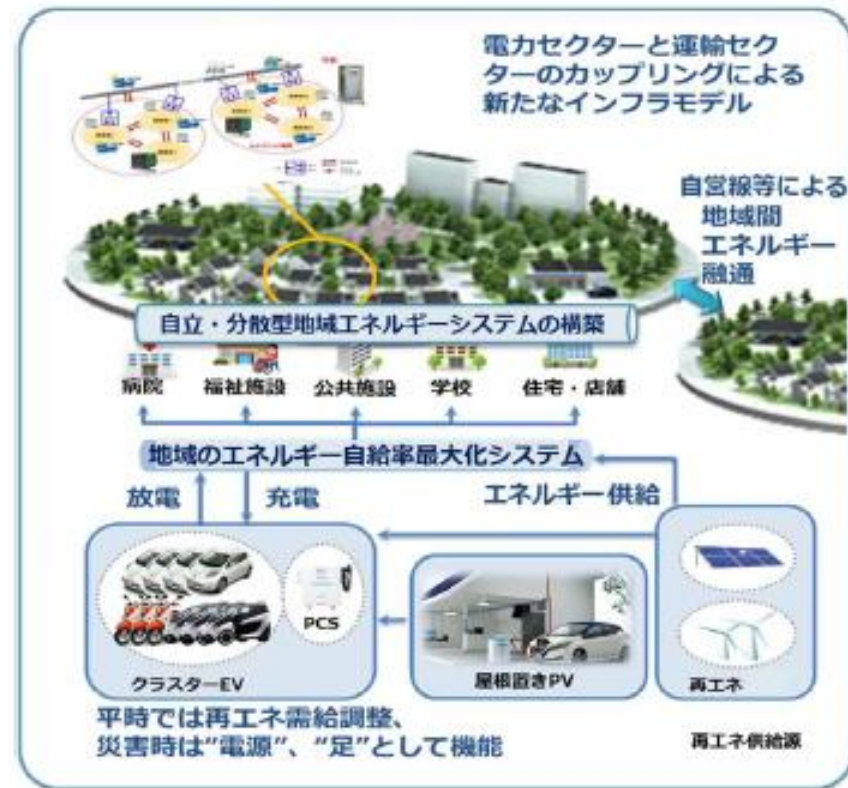 電力セクターと運輸セク
ターのカップリングによる
新たなインフラモデル
自営線等による
地域間
エネルギー
融通
自立・分散型地域エネルギーシステムの構築
病院
福祉施設
公共施設
学校
住宅・店舗
地域のエネルギー自給率最大化システム
放電
充電
エネルギー供給
PCS
クラスターEV
屋根置きPV
再エネ
平時では再エネ需給調整、
災害時は”電源”、“足”として機能
再エネ供給源